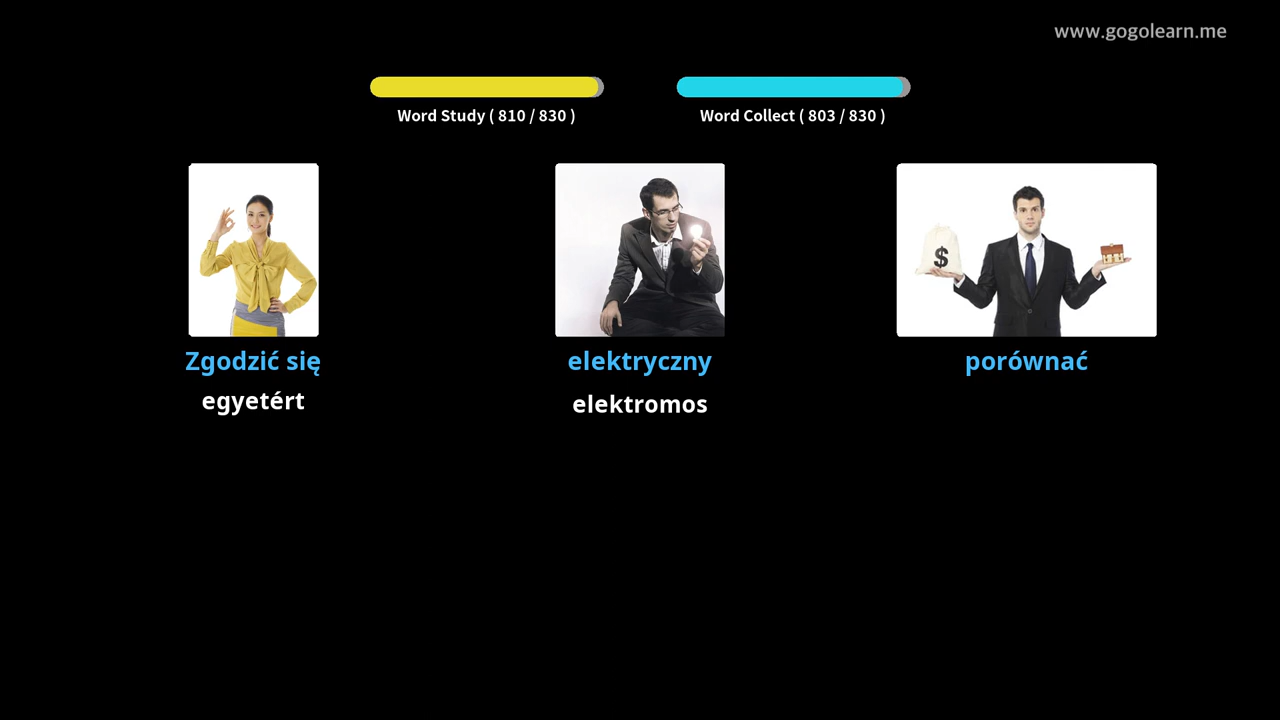 www.gogolearn.me
Word Study ( 810 / 830 )
Word Collect ( 803 / 830 )
$
Zgodzić się
elektryczny
porównać
egyetért
elektromos